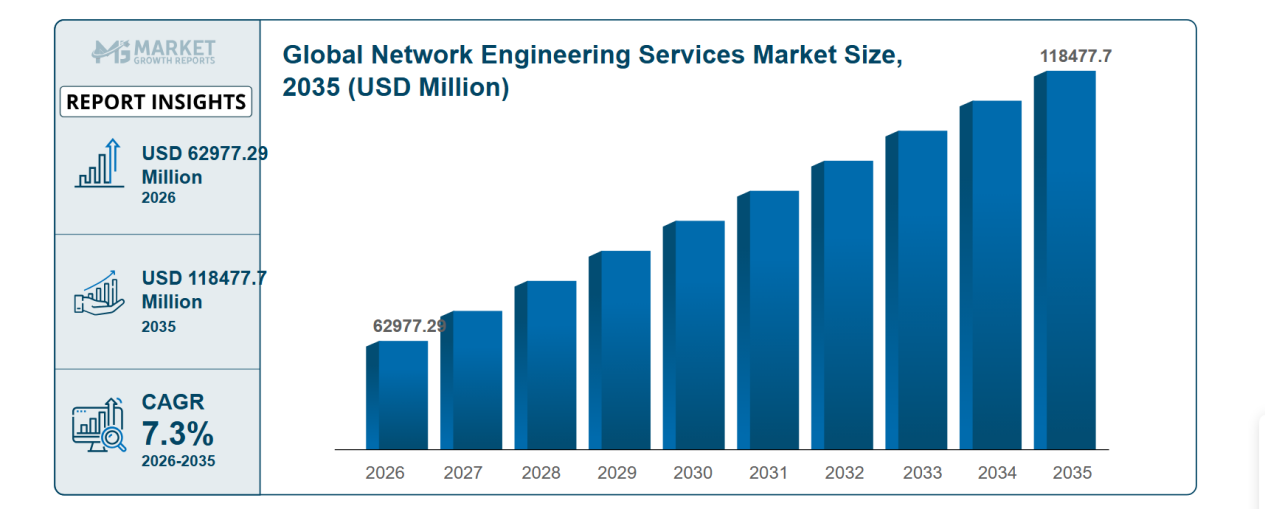 MG MARKET
GROWTH REPORTS
REPORT INSIGHTS
USD 62977.29
Million
2026
USD 118477.7
Million
2035
CAGR
7.3%
2026-2035
Global Network Engineering Services Market Size,
2035 (USD Million)
118477.7
62977.29
2026 2027 2028 2029 2030 2031 2032 2033 2034 2035